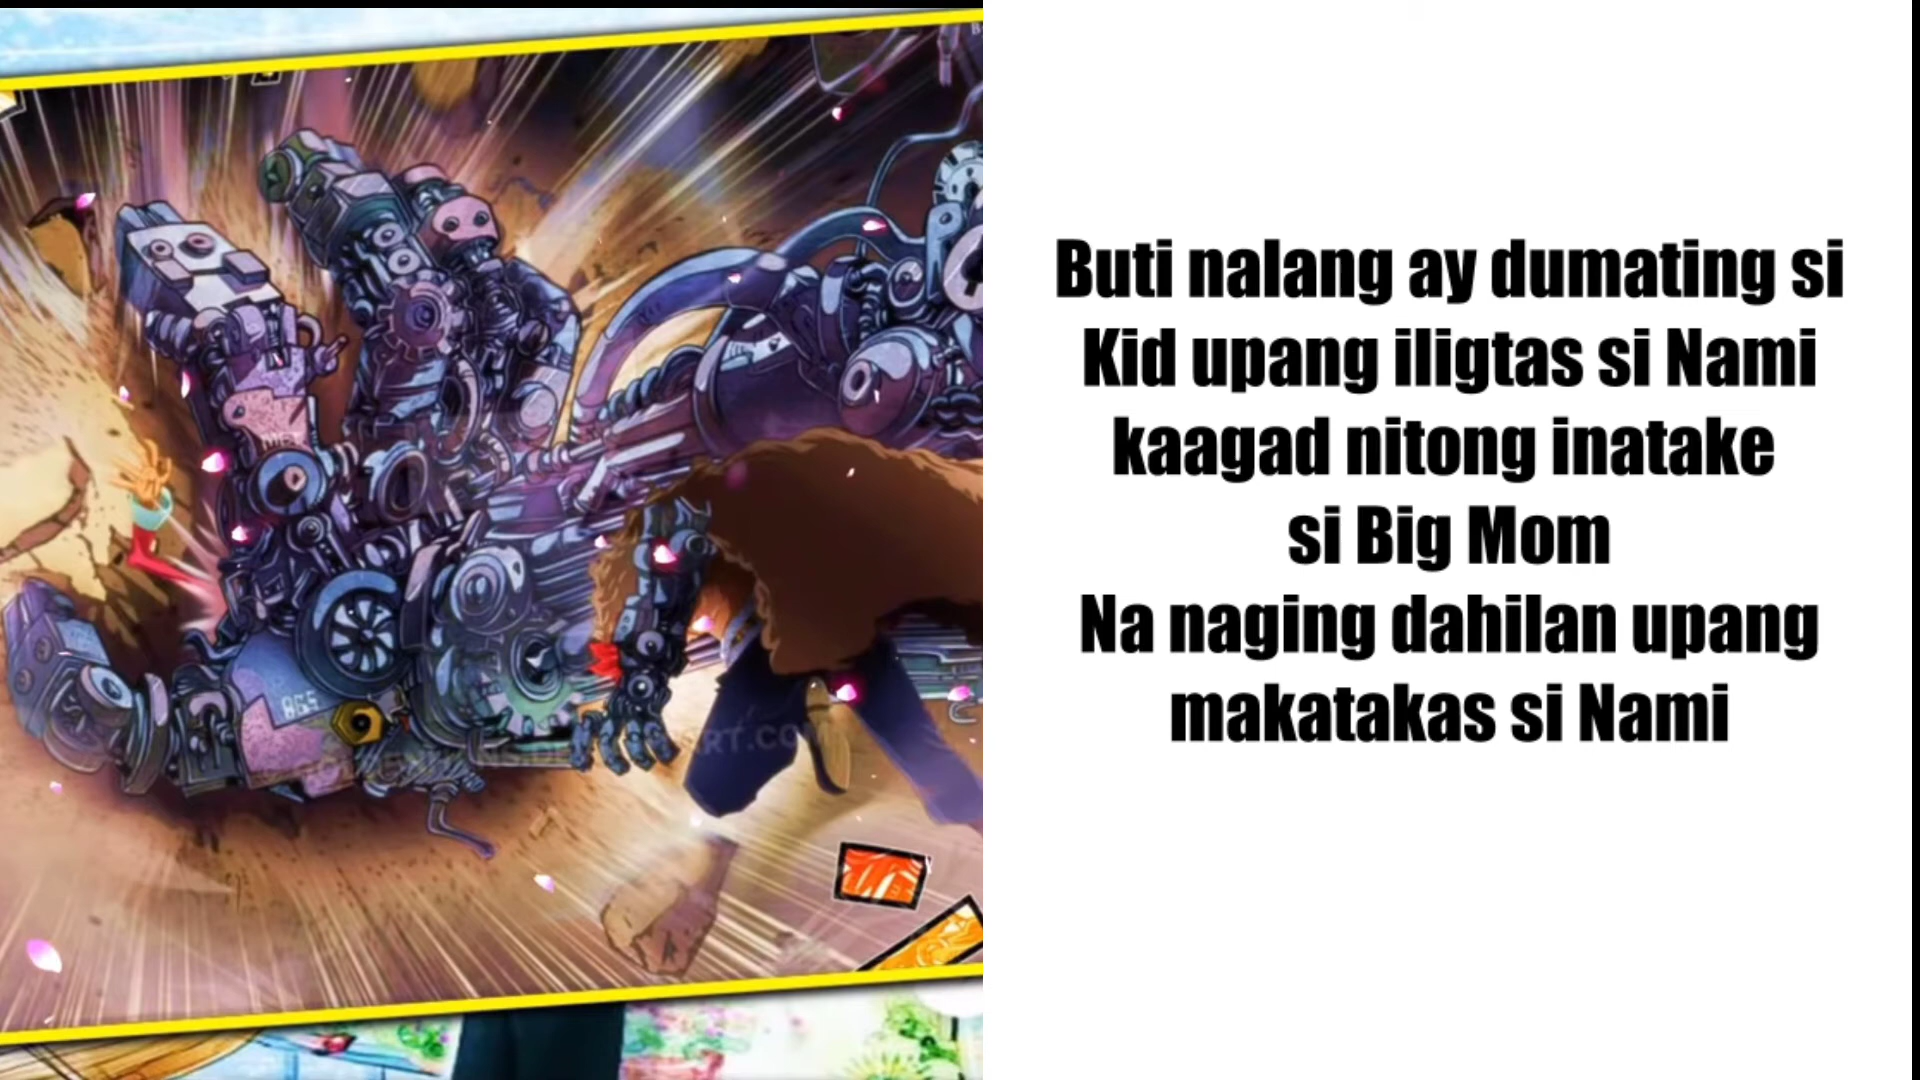 Buti nalang ay dumating si
Kid upang iligtas si Nami
kaagad nitong inatake
si Big Mom
Na naging dahilan upang
makatakas si Nami